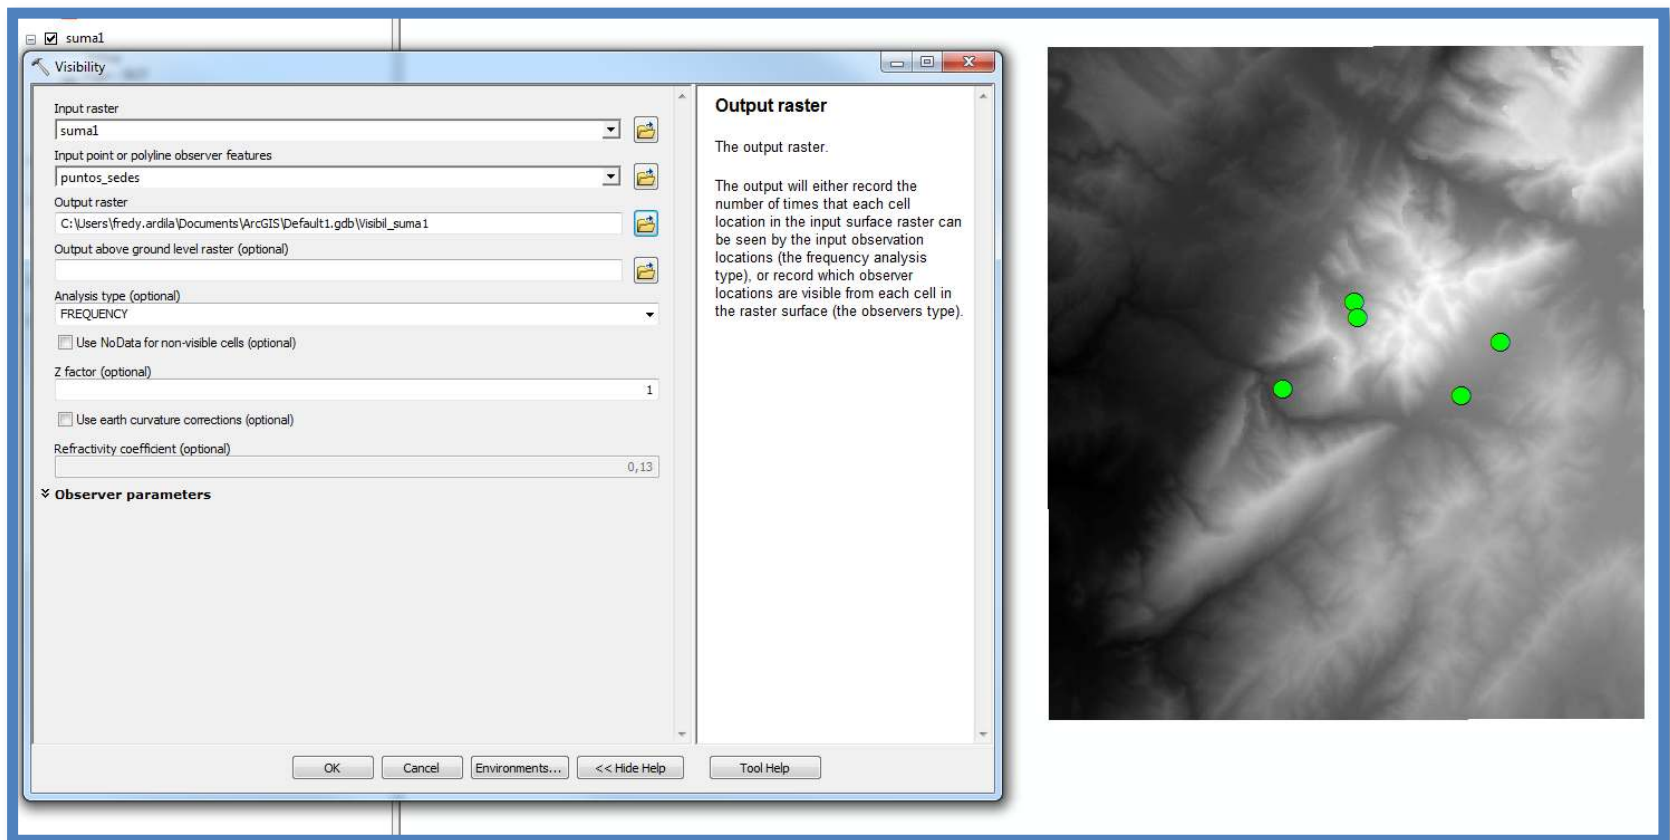 suma1
Visibility
Input raster
suma1
Input point or polyline observer features
puntos_sedes
Output raster
C:\Users\fredy.ardila\Documents\ArcGIS\Default1.gdb\Visibil_suma1
Output above ground level raster (optional)
Analysis type (optional)
FREQUENCY
Use NoData for non-visible cells (optional)
Z factor (optional)
1
Use earth curvature corrections (optional)
Refractivity coefficient (optional)
0,13
Observer parameters
Output raster
The output raster.
The output will either record the
number of times that each cell
location in the input surface raster can
be seen by the input observation
locations (the frequency analysis
type), or record which observer
locations are visible from each cell in
the raster surface (the observers type).
OK
Cancel
Environments...
<< Hide Help
Tool Help